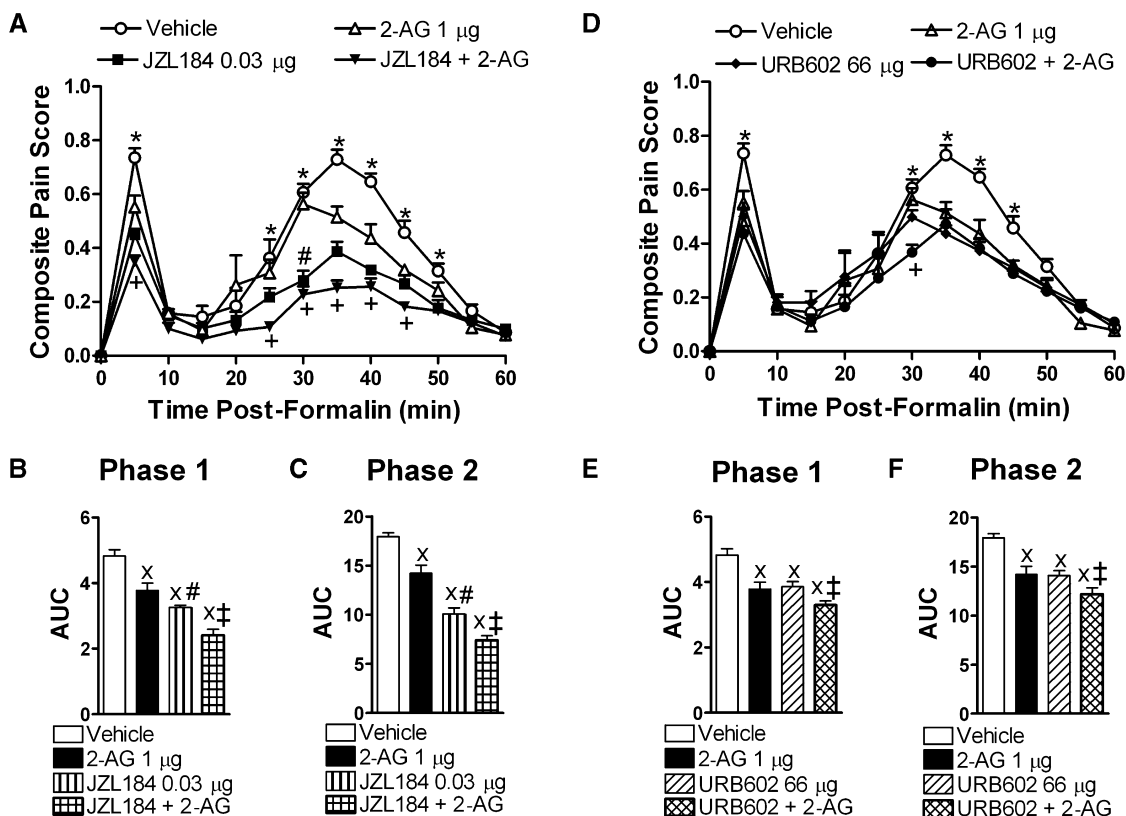 A
Vehicle
2-AG 1 μg
JZL184 0.03 μg
JZL184 + 2-AG
Composite Pain Score
1.0
0.8
0.6
0.4
0.2
0.0
* * * * * * *
#
+ + + + + +
0 10 20 30 40 50 60
Time Post-Formalin (min)
D
Vehicle
2-AG 1 μg
URB602 66 μg
URB602 + 2-AG
Composite Pain Score
1.0
0.8
0.6
0.4
0.2
0.0
* * * * *
+
0 10 20 30 40 50 60
Time Post-Formalin (min)
B
Phase 1
AUC
6
4
2
0
x
x#
x‡
Vehicle
2-AG 1 μg
JZL184 0.03 μg
JZL184 + 2-AG
C
Phase 2
AUC
20
15
10
5
0
x
x#
x‡
Vehicle
2-AG 1 μg
JZL184 0.03 μg
JZL184 + 2-AG
E
Phase 1
AUC
6
4
2
0
x
x
x‡
Vehicle
2-AG 1 μg
URB602 66 μg
URB602 + 2-AG
F
Phase 2
AUC
20
15
10
5
0
x
x
x‡
Vehicle
2-AG 1 μg
URB602 66 μg
URB602 + 2-AG